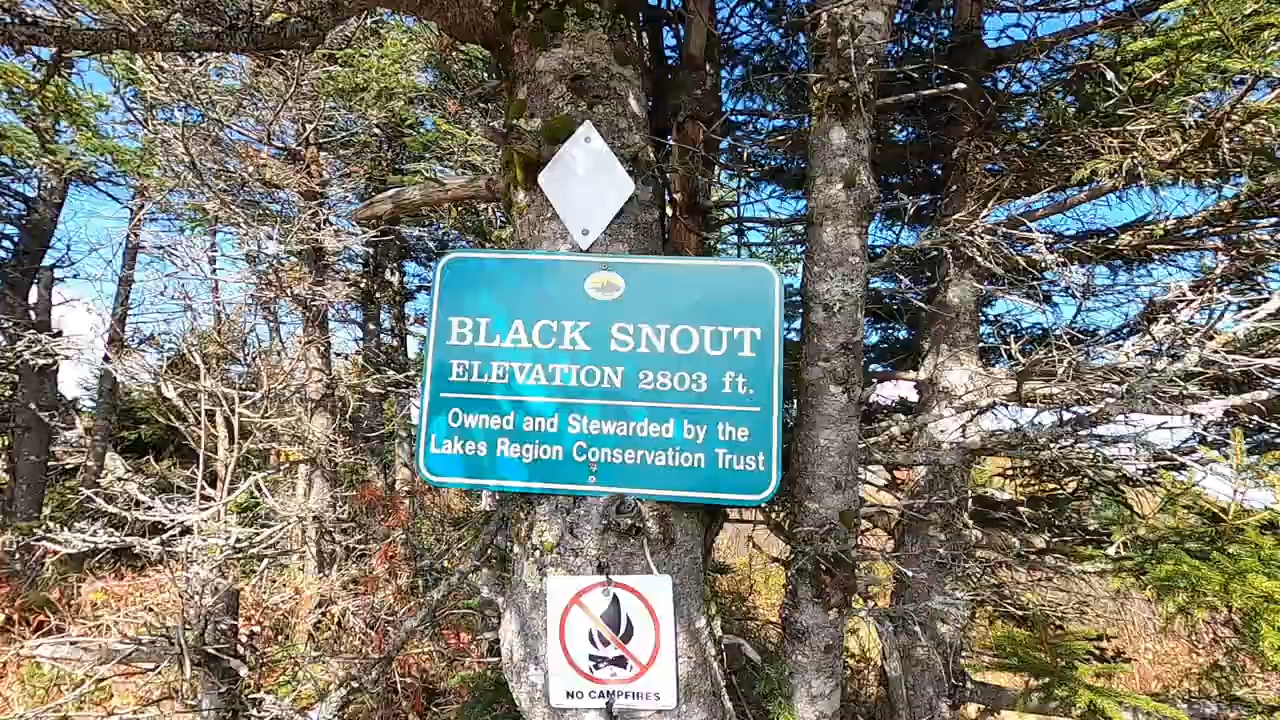 BLACK SNOUT
ELEVATION 2803 ft.
Owned and Stewarded by the
Lakes Region Conservation Trust
NO CAMPFIRES